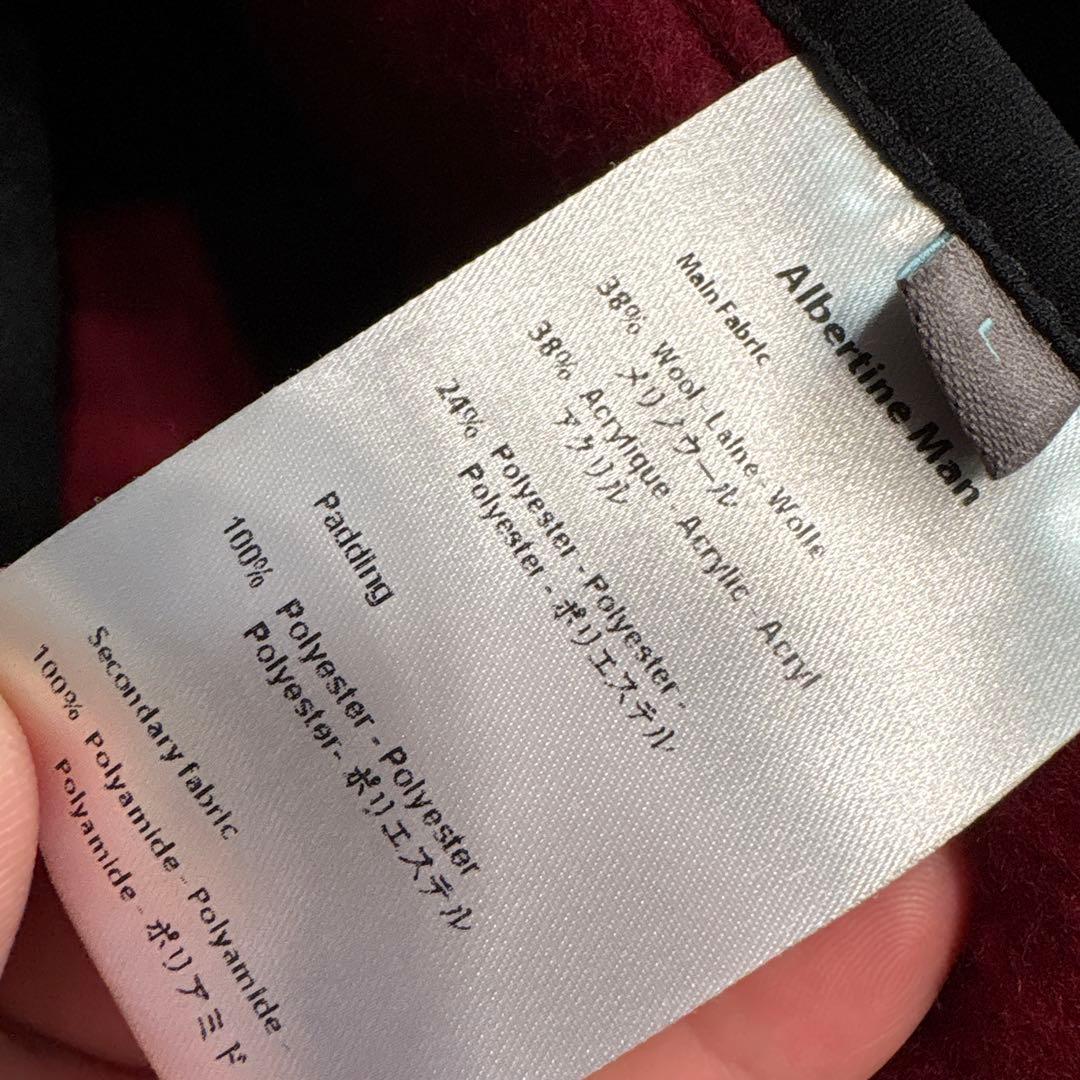 L
Albertine Man
Main Fabric
38% Wool - Laine - Wolle
メリノウール
38% Acrylique - Acrylic - Acryl
アクリル
24% Polyester - Polyester -
Polyester - ポリエステル
Padding
100% Polyester - Polyester
Polyester- ポリエステル
Secondary fabric
100% Polyamide - Polyamide -
Polyamide - ポリアミド